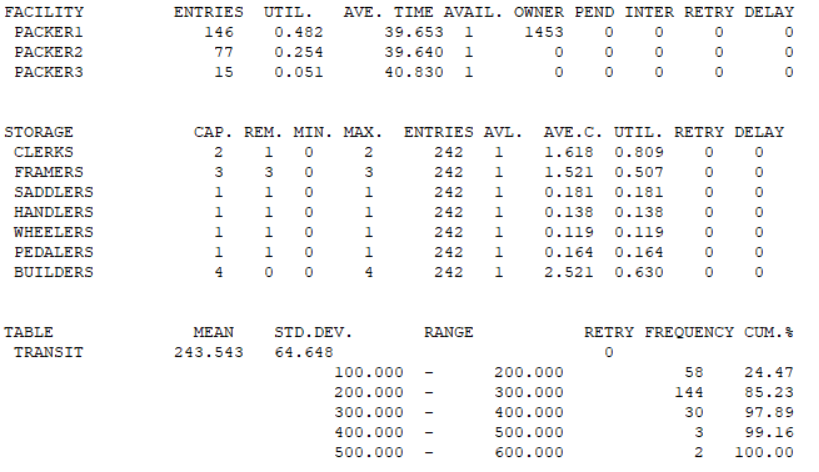 FACILITY ENTRIES UTIL. AVE. TIME AVAIL. OWNER PEND INTER RETRY DELAY
PACKER1 146 0.482 39.653 1 1453 0 0 0 0
PACKER2 77 0.254 39.640 1 0 0 0 0 0
PACKER3 15 0.051 40.830 1 0 0 0 0 0
STORAGE CAP. REM. MIN. MAX. ENTRIES AVL. AVE.C. UTIL. RETRY DELAY
CLERKS 2 1 0 2 242 1 1.618 0.809 0 0
FRAMERS 3 3 0 3 242 1 1.521 0.507 0 0
SADDLERS 1 1 0 1 242 1 0.181 0.181 0 0
HANDLERS 1 1 0 1 242 1 0.138 0.138 0 0
WHEELERS 1 1 0 1 242 1 0.119 0.119 0 0
PEDALERS 1 1 0 1 242 1 0.164 0.164 0 0
BUILDERS 4 0 0 4 242 1 2.521 0.630 0 0
TABLE MEAN STD.DEV. RANGE RETRY FREQUENCY CUM.%
TRANSIT 243.543 64.648 0
100.000 - 200.000 58 24.47
200.000 - 300.000 144 85.23
300.000 - 400.000 30 97.89
400.000 - 500.000 3 99.16
500.000 - 600.000 2 100.00